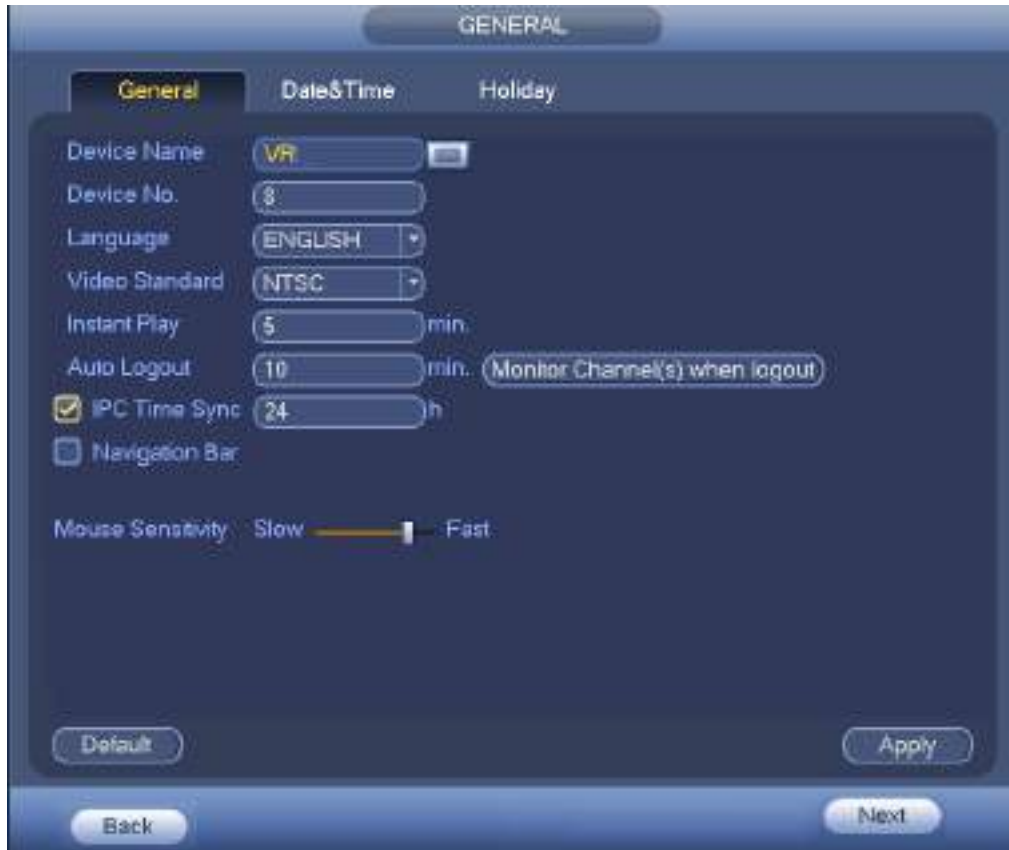 GENERAL
General Date&Time Holiday
Device Name VR
Device No. 8
Language ENGLISH
Video Standard NTSC
Instant Play 5 min.
Auto Logout 10 min. Monitor Channel(s) when logout
IPC Time Sync 24 h
Navigation Bar
Mouse Sensitivity Slow Fast
Default Apply
Back Next